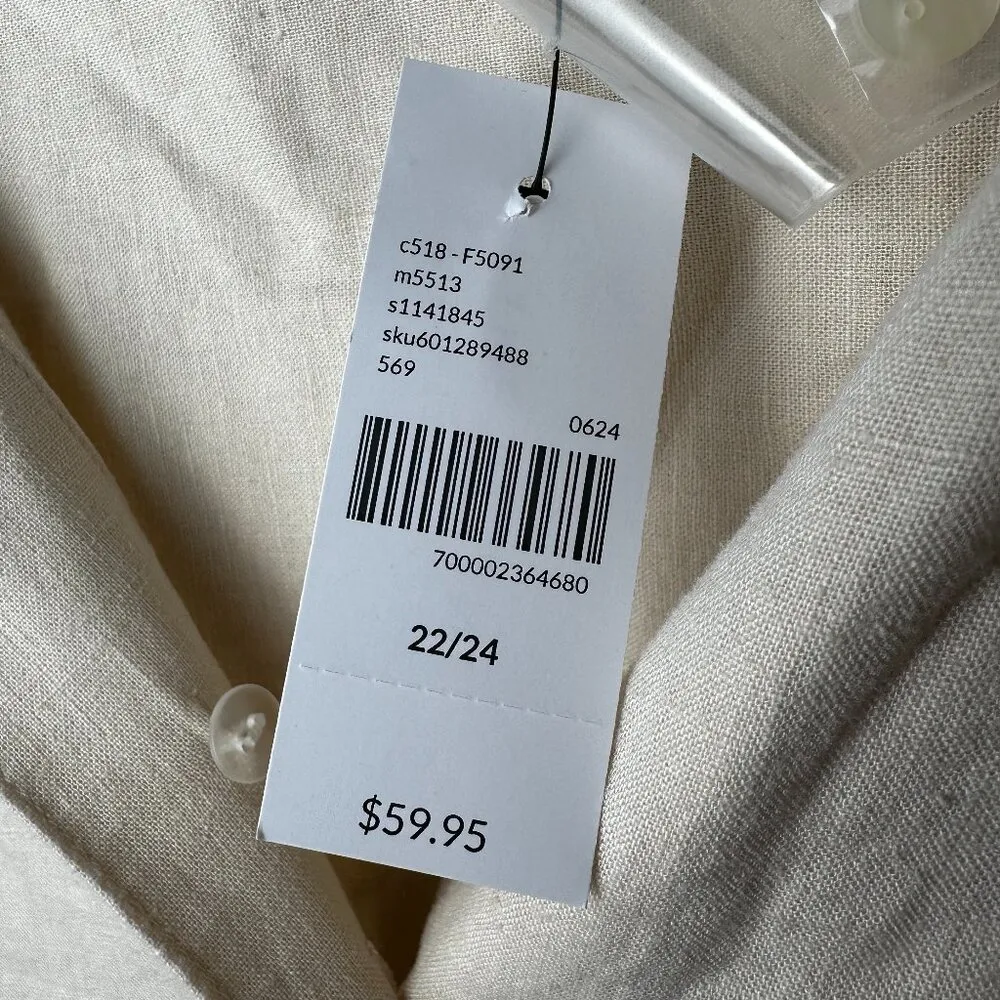 c518 - F5091
m5513
s1141845
sku601289488
569
0624
700002364680
22/24
$59.95